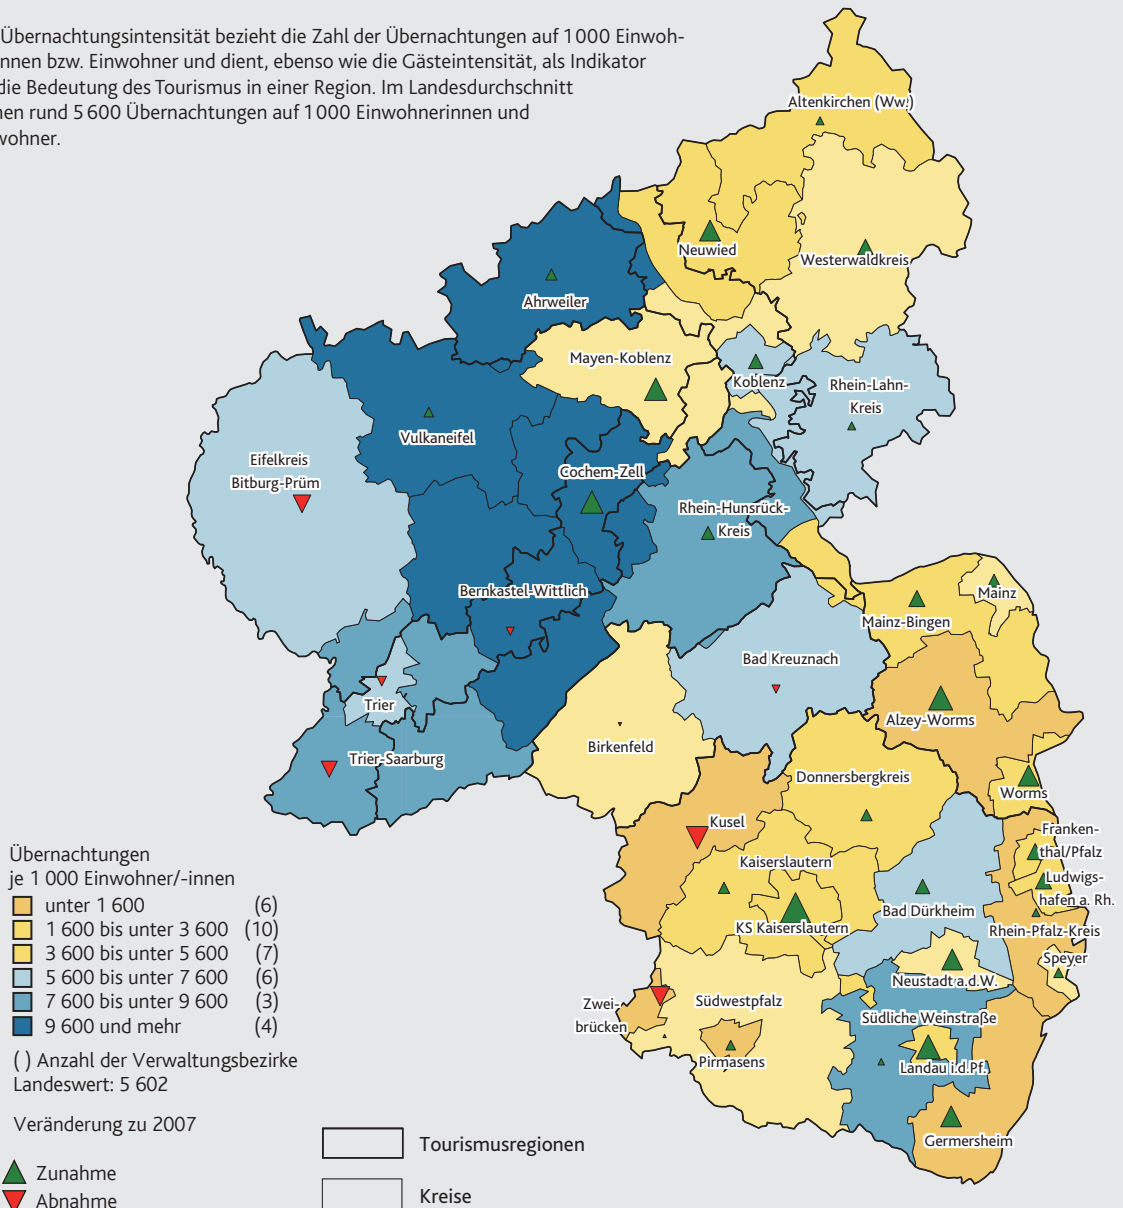 Übernachtungsintensität bezieht die Zahl der Übernachtungen auf 1000 Einwoh-
nnen bzw. Einwohner und dient, ebenso wie die Gästeintensität, als Indikator
die Bedeutung des Tourismus in einer Region. Im Landesdurchschnitt
nen rund 5 600 Übernachtungen auf 1000 Einwohnerinnen und
wohner.
Altenkirchen (Ww.)
Neuwied
Westerwaldkreis
Ahrweiler
Mayen-Koblenz
Koblenz
Rhein-Lahn-
Kreis
Vulkaneifel
Eifelkreis
Bitburg-Prüm
Cochem-Zell
Rhein-Hunsrück-
Kreis
Bernkastel-Wittlich
Mainz
Mainz-Bingen
Bad Kreuznach
Trier
Alzey-Worms
Birkenfeld
Trier-Saarburg
Donnersbergkreis
Worms
Kusel
Franken-
thal/Pfalz
Kaiserslautern
Ludwigs-
hafen a. Rh.
Bad Dürkheim
KS Kaiserslautern
Rhein-Pfalz-Kreis
Speyer
Neustadt a.d.W.
Zwei-
brücken
Südwestpfalz
Südliche Weinstraße
Pirmasens
Landau i.d.Pf.
Germersheim
Übernachtungen
je 1 000 Einwohner/-innen
unter 1 600 (6)
1 600 bis unter 3 600 (10)
3 600 bis unter 5 600 (7)
5 600 bis unter 7 600 (6)
7 600 bis unter 9 600 (3)
9 600 und mehr (4)
( ) Anzahl der Verwaltungsbezirke
Landeswert: 5 602
Veränderung zu 2007
Zunahme
Abnahme
Tourismusregionen
Kreise